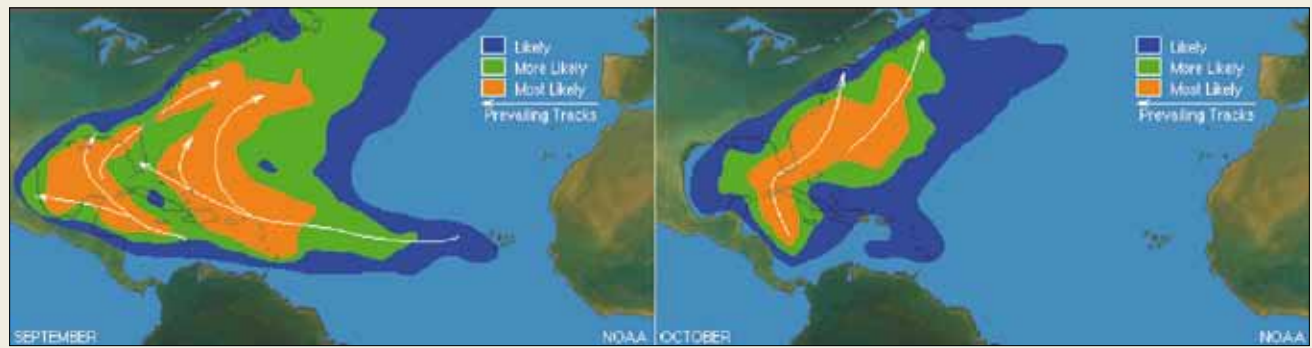 Likely
More Likely
Most Likely
Prevailing Tracks
SEPTEMBER
NOAA
Likely
More Likely
Most Likely
Prevailing Tracks
OCTOBER
NOAA